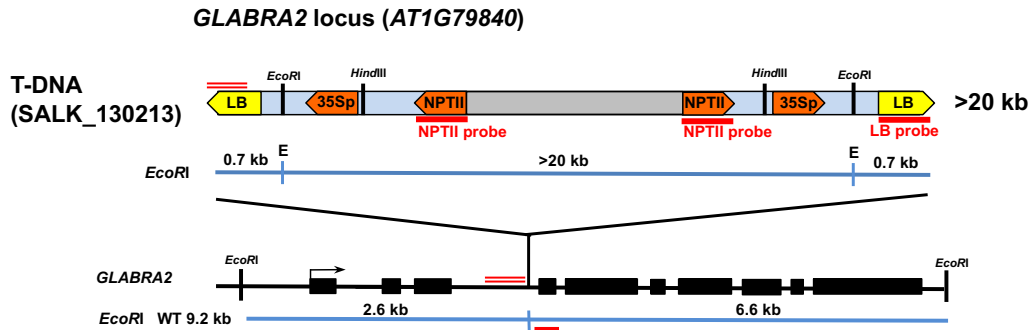 GLABRA2 locus (AT1G79840)
T-DNA
(SALK_130213)
EcoRI HindIII HindIII EcoRI
LB 35Sp NPTII NPTII 35Sp LB
>20 kb
NPTII probe NPTII probe LB probe
0.7 kb E >20 kb E 0.7 kb
EcoRI
EcoRI EcoRI
GLABRA2
EcoRI WT 9.2 kb 2.6 kb 6.6 kb